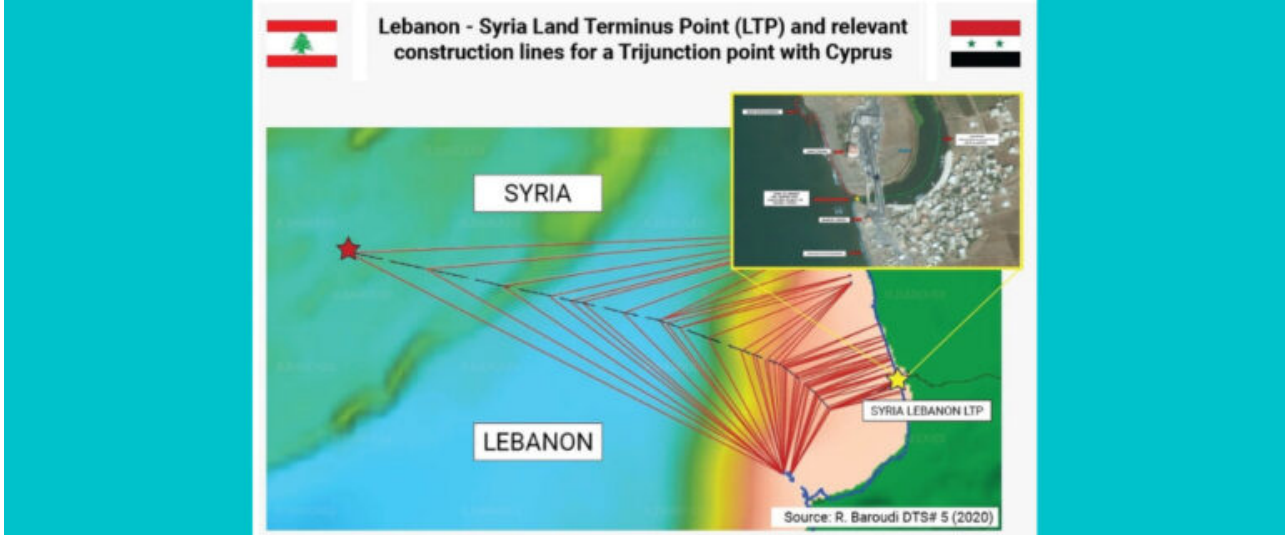 Lebanon - Syria Land Terminus Point (LTP) and relevant
construction lines for a Trijunction point with Cyprus
SYRIA
SYRIA LEBANON LTP
LEBANON
Source: R. Baroudi DTS# 5 (2020)